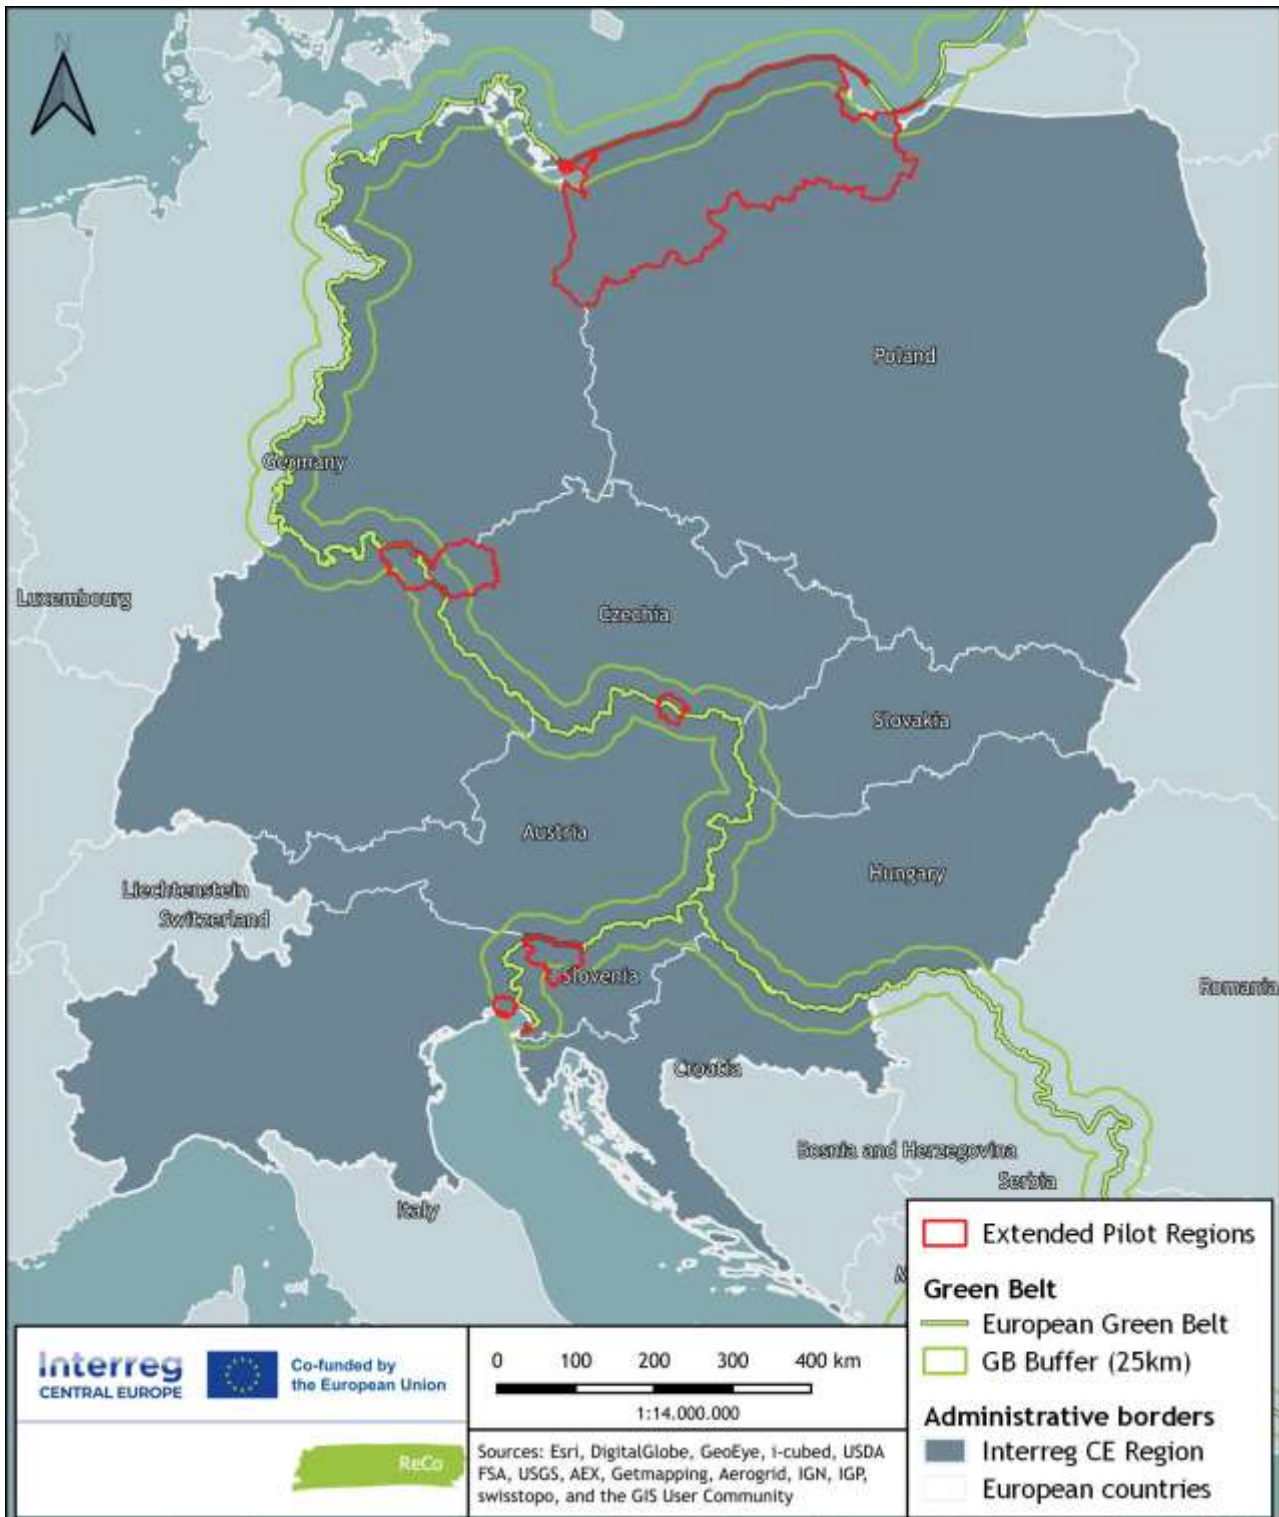 N
Poland
Germany
Luxembourg
Czechia
Slovakia
Austria
Hungary
Liechtenstein
Switzerland
Slovenia
Romania
Croatia
Bosnia and Herzegovina
Serbia
Italy
Extended Pilot Regions
Green Belt
European Green Belt
GB Buffer (25km)
Administrative borders
Interreg CE Region
European countries
Interreg
CENTRAL EUROPE
Co-funded by
the European Union
ReCo
0 100 200 300 400 km
1:14.000.000
Sources: Esri, DigitalGlobe, GeoEye, i-cubed, USDA
FSA, USGS, AEX, Getmapping, Aerogrid, IGN, IGP,
swisstopo, and the GIS User Community